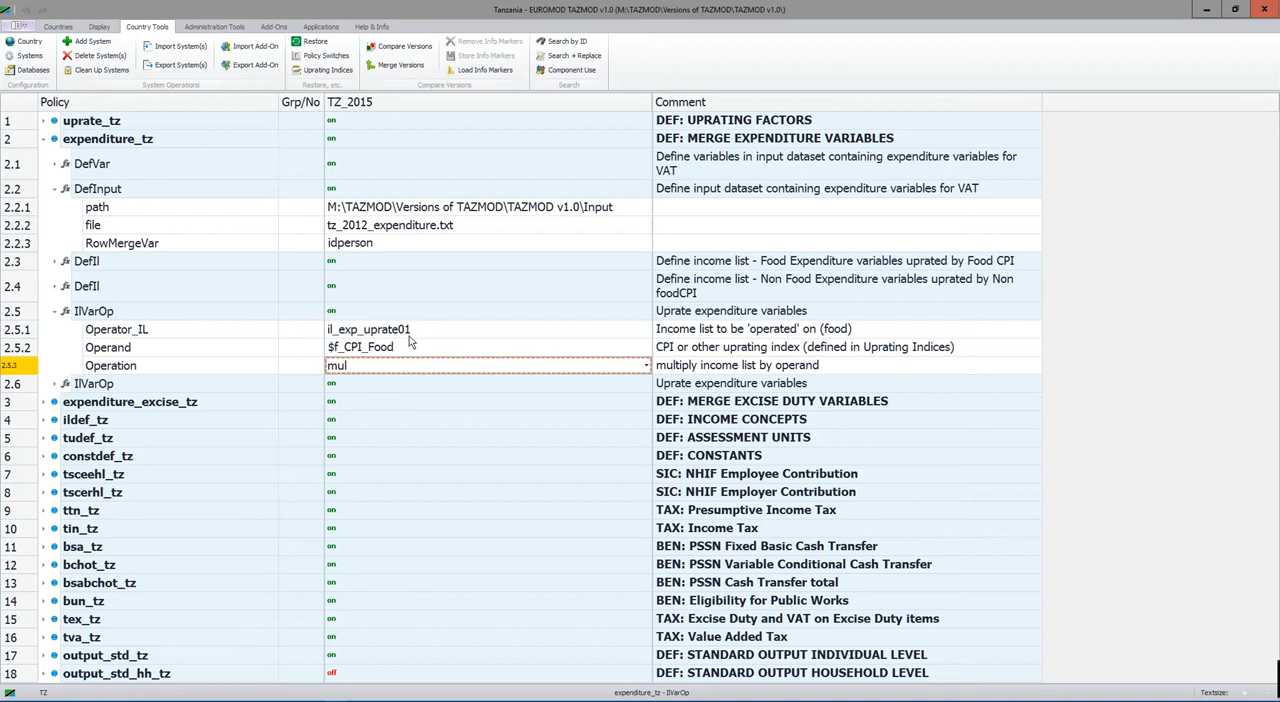 Tanzania - EUROMOD TAZMOD v1.0 (M:\TAZMOD\Versions of TAZMOD\TAZMOD v1.0\)
Countries Display Country Tools Administration Tools Add-Ons Applications Help & Info
Country Add System Import System(s) Import Add-On Restore Compare Versions Remove Info Markers Search by ID
Systems Delete System(s) Policy Switches Store Info Markers Search + Replace
Databases Clean Up Systems Export System(s) Export Add-On Uprating Indices Merge Versions Load Info Markers Component Use
Configuration System Operations Restore, etc. Compare Versions Search
Policy Grp/No TZ_2015 Comment
1 uprate_tz on DEF: UPRATING FACTORS
2 expenditure_tz on DEF: MERGE EXPENDITURE VARIABLES
2.1 fx DefVar on Define variables in input dataset containing expenditure variables for
VAT
2.2 fx DefInput on Define input dataset containing expenditure variables for VAT
2.2.1 path M:\TAZMOD\Versions of TAZMOD\TAZMOD v1.0\Input
2.2.2 file tz_2012_expenditure.txt
2.2.3 RowMergeVar idperson
2.3 fx DefIl on Define income list - Food Expenditure variables uprated by Food CPI
2.4 fx DefIl on Define income list - Non Food Expenditure variables uprated by Non
foodCPI
2.5 fx IlVarOp on Uprate expenditure variables
2.5.1 Operator_IL il_exp_uprate01 Income list to be 'operated' on (food)
2.5.2 Operand $f_CPI_Food CPI or other uprating index (defined in Uprating Indices)
2.5.3 Operation mul multiply income list by operand
2.6 fx IlVarOp on Uprate expenditure variables
3 expenditure_excise_tz on DEF: MERGE EXCISE DUTY VARIABLES
4 ildef_tz on DEF: INCOME CONCEPTS
5 tudef_tz on DEF: ASSESSMENT UNITS
6 constdef_tz on DEF: CONSTANTS
7 tsceehl_tz on SIC: NHIF Employee Contribution
8 tscerhl_tz on SIC: NHIF Employer Contribution
9 ttn_tz on TAX: Presumptive Income Tax
10 tin_tz on TAX: Income Tax
11 bsa_tz on BEN: PSSN Fixed Basic Cash Transfer
12 bchot_tz on BEN: PSSN Variable Conditional Cash Transfer
13 bsabchot_tz on BEN: PSSN Cash Transfer total
14 bun_tz on BEN: Eligibility for Public Works
15 tex_tz on TAX: Excise Duty and VAT on Excise Duty items
16 tva_tz on TAX: Value Added Tax
17 output_std_tz on DEF: STANDARD OUTPUT INDIVIDUAL LEVEL
18 output_std_hh_tz off DEF: STANDARD OUTPUT HOUSEHOLD LEVEL
TZ expenditure_tz - IlVarOp Textsize: + -